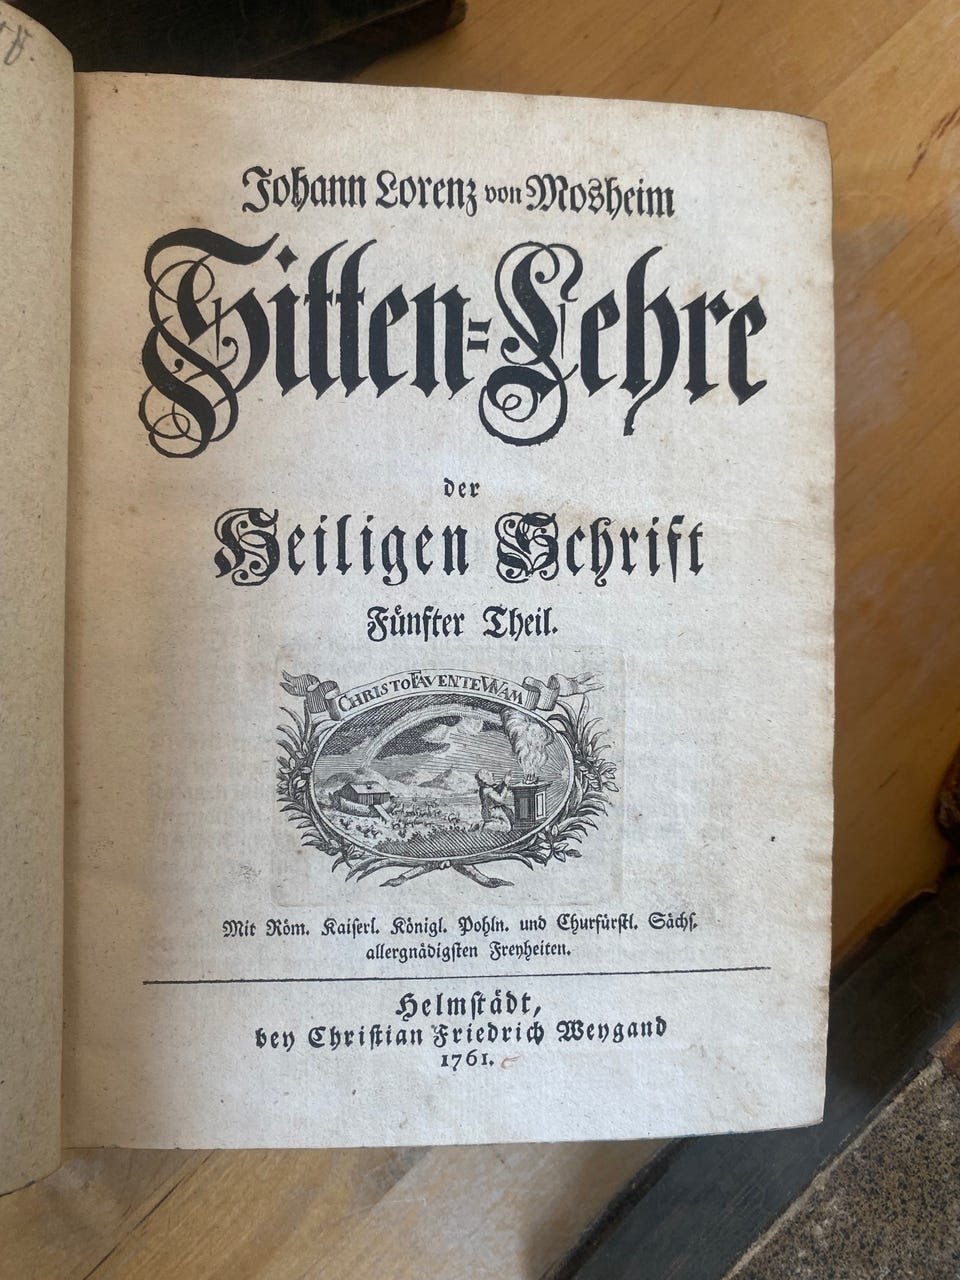 Johann Lorenz von Mosheim
Sitten=Lehre
der
Heiligen Schrift
Fünfter Theil.
CHRISTO FAVENTE VIVAM
Mit Röm. Kaiserl. Königl. Pohln. und Churfürstl. Sächs.
allergnädigsten Freyheiten.
Helmstädt,
bey Christian Friedrich Weygand
1761.